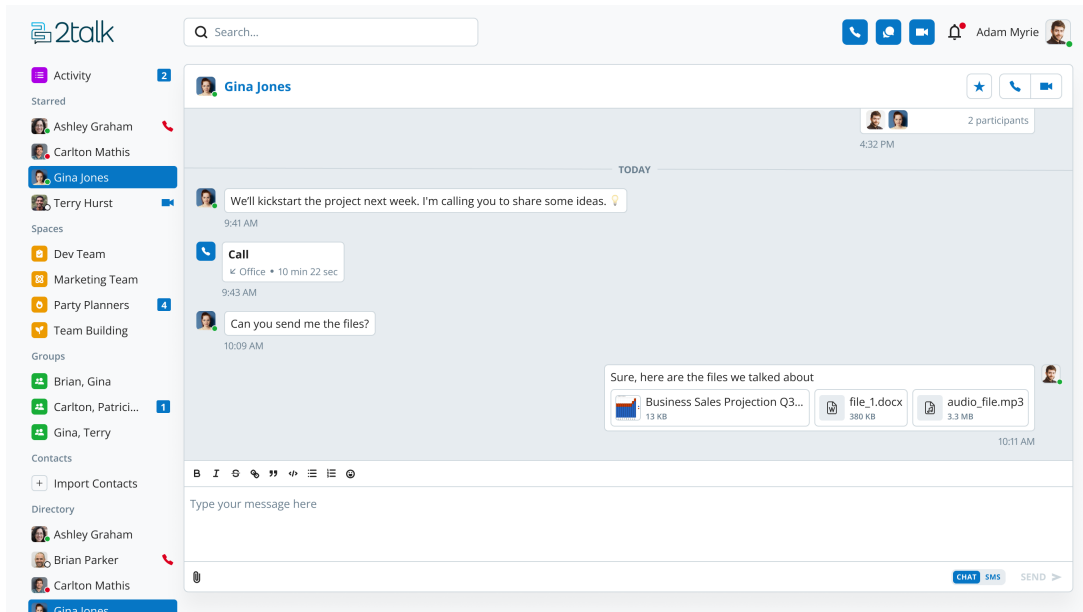 2talk
Search...
Adam Myrie
Activity 2
Starred
Ashley Graham
Carlton Mathis
Gina Jones
Terry Hurst
Spaces
Dev Team
Marketing Team
Party Planners 4
Team Building
Groups
Brian, Gina
Carlton, Patrici... 1
Gina, Terry
Contacts
Import Contacts
Directory
Ashley Graham
Brian Parker
Carlton Mathis
Gina Jones
Gina Jones
2 participants
4:32 PM
TODAY
We'll kickstart the project next week. I'm calling you to share some ideas.
9:41 AM
Call
Office • 10 min 22 sec
9:43 AM
Can you send me the files?
10:09 AM
Sure, here are the files we talked about
Business Sales Projection Q3...
13 KB
file_1.docx
380 KB
audio_file.mp3
3.3 MB
10:11 AM
B I S
Type your message here
CHAT SMS SEND